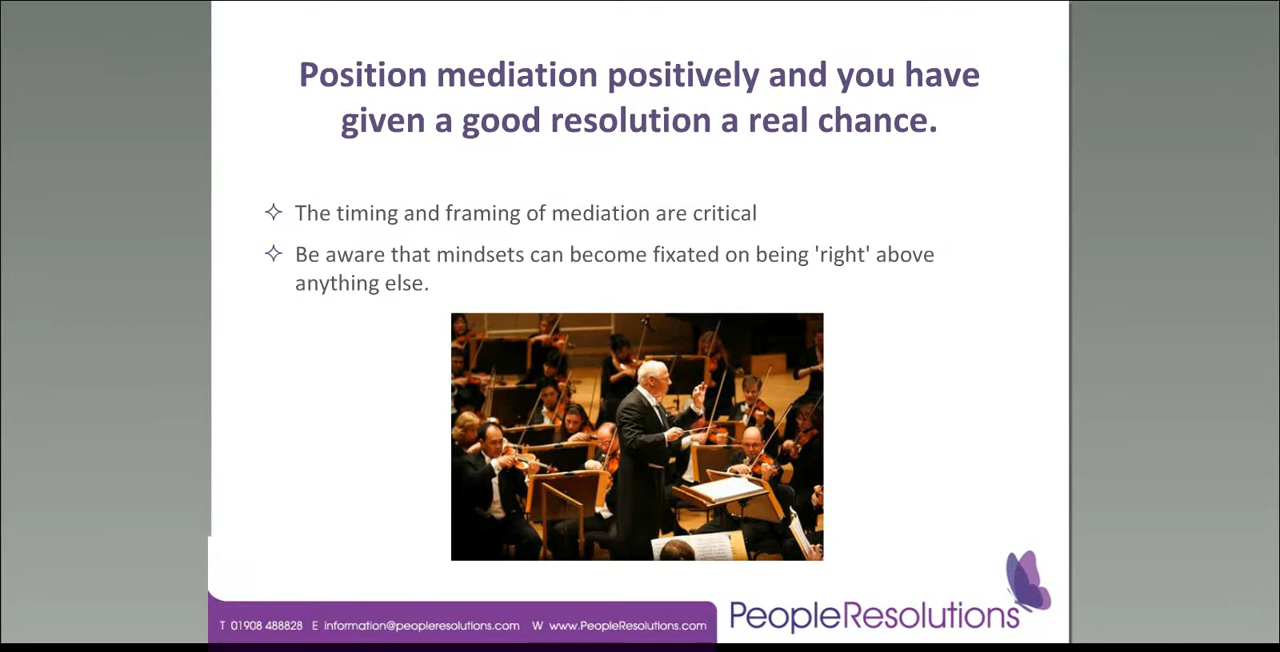 Position mediation positively and you have
given a good resolution a real chance.
The timing and framing of mediation are critical
Be aware that mindsets can become fixated on being 'right' above
anything else.
T 01908 488828 E information@peopleresolutions.com W www.PeopleResolutions.com
PeopleResolutions